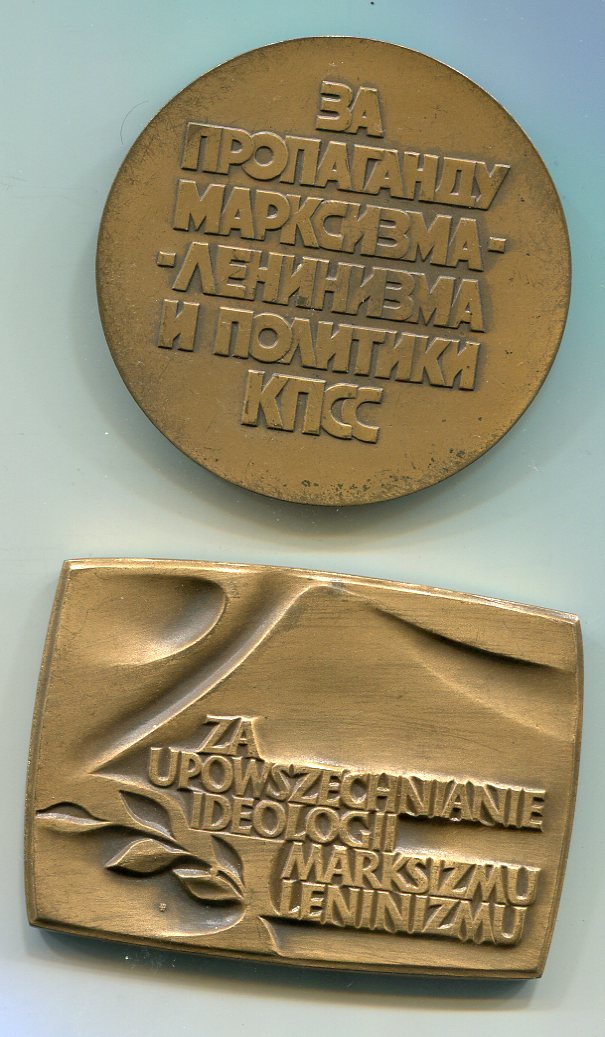 ЗА
ПРОПАГАНДУ
МАРКСИЗМА-
-ЛЕНИНИЗМА
И ПОЛИТИКИ
КПСС
ZA
UPOWSZECHNIANIE
IDEOLOGII
MARKSIZMU
LENINIZMU